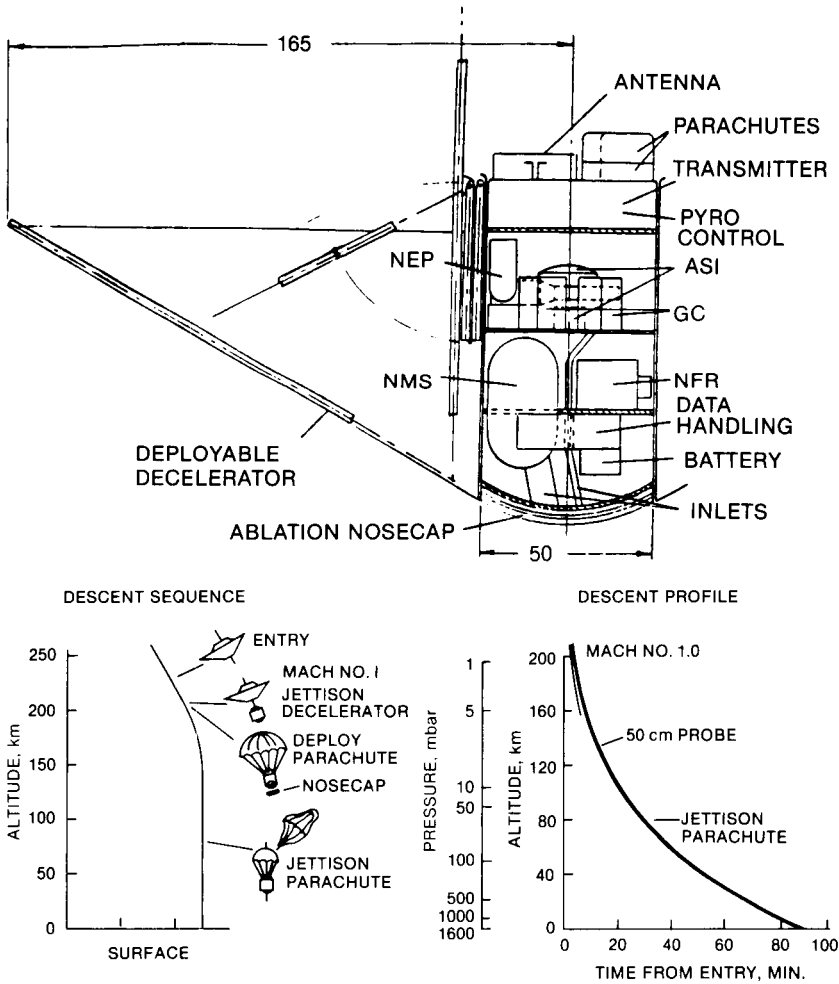 165
ANTENNA
PARACHUTES
TRANSMITTER
PYRO
CONTROL
NEP
ASI
GC
NMS
NFR
DATA
HANDLING
DEPLOYABLE
DECELERATOR
BATTERY
INLETS
ABLATION NOSECAP
50
DESCENT SEQUENCE
250
200
150
100
50
0
ALTITUDE, km
ENTRY
MACH NO. 1
JETTISON
DECELERATOR
DEPLOY
PARACHUTE
NOSECAP
JETTISON
PARACHUTE
SURFACE
DESCENT PROFILE
PRESSURE, mbar
1
5
10
50
100
500
1000
1600
ALTITUDE, km
200
160
120
80
40
0
MACH NO. 1.0
50 cm PROBE
JETTISON
PARACHUTE
0 20 40 60 80 100
TIME FROM ENTRY, MIN.